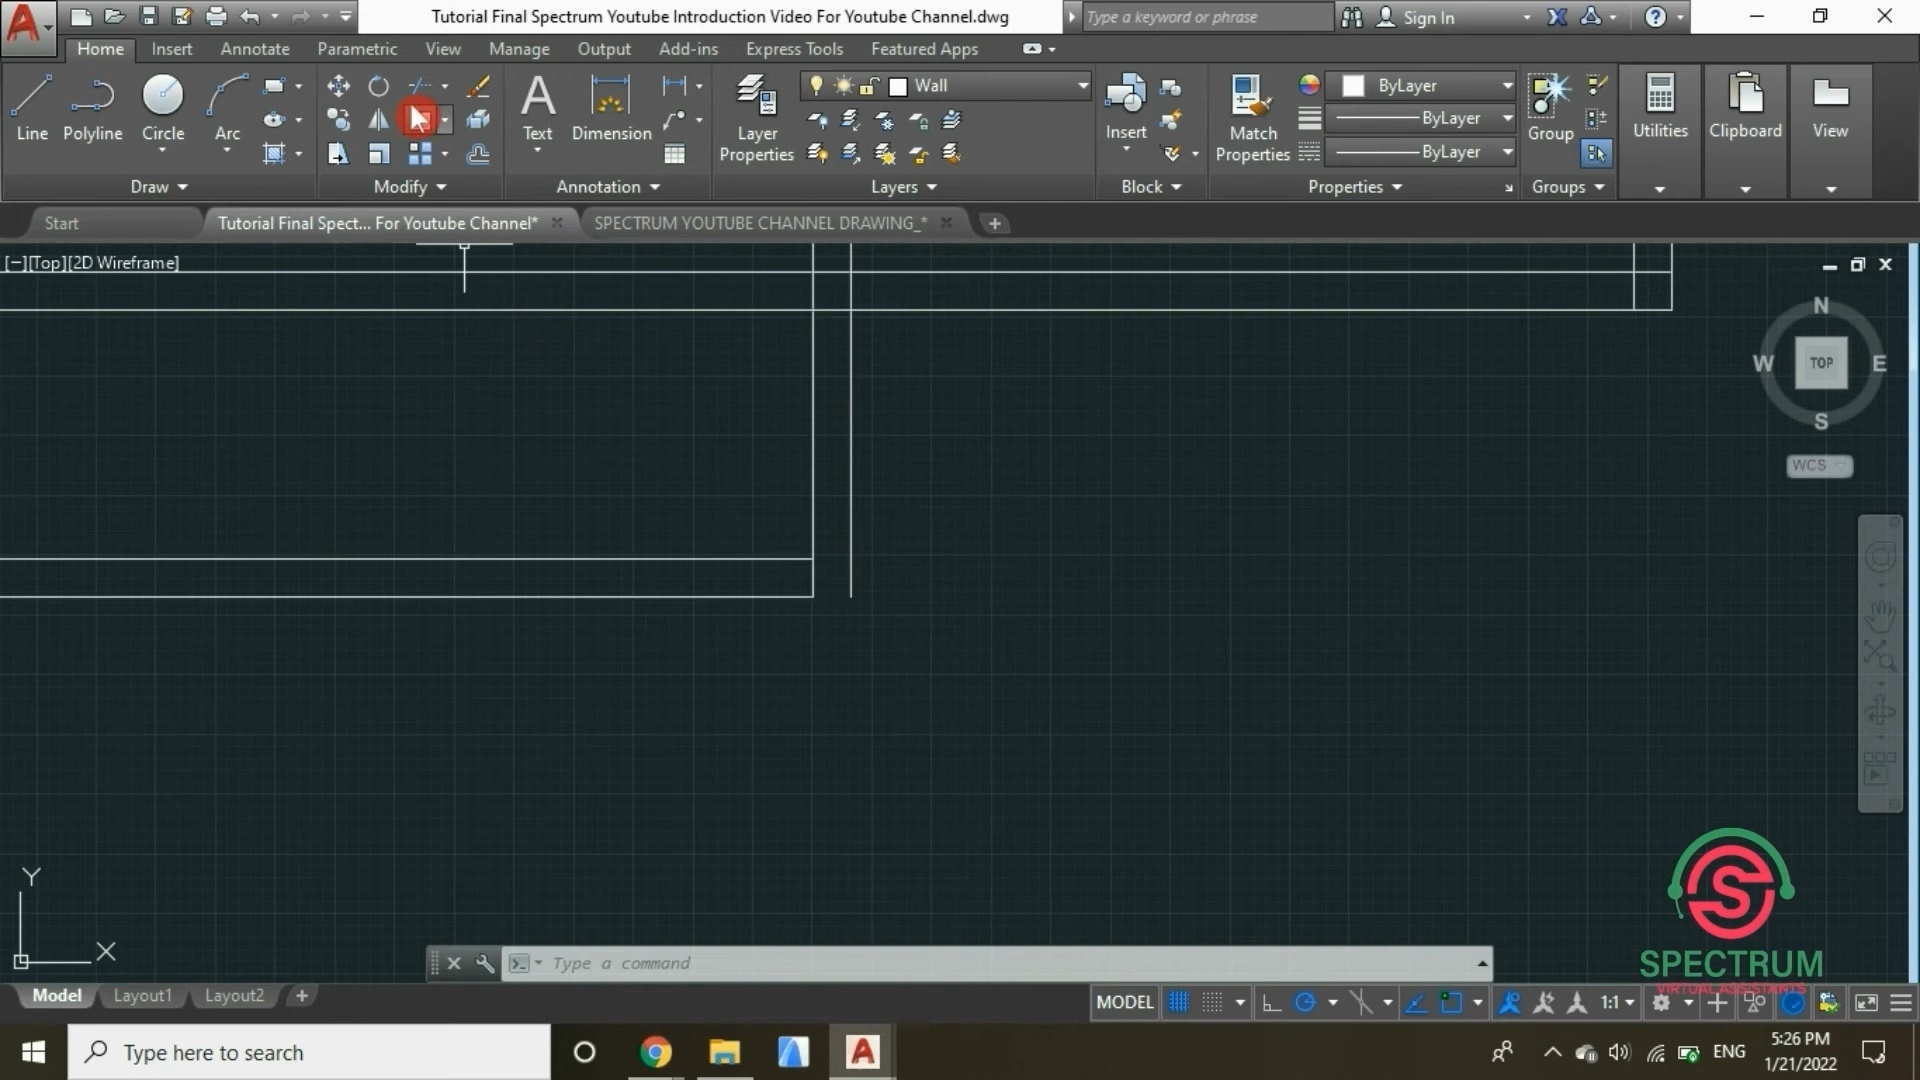 Tutorial Final Spectrum Youtube Introduction Video For Youtube Channel.dwg
Type a keyword or phrase
Sign In
Home Insert Annotate Parametric View Manage Output Add-ins Express Tools Featured Apps
Line Polyline Circle Arc
Text Dimension
Layer Properties
Wall
Insert
Match Properties
ByLayer
ByLayer
ByLayer
Group
Utilities
Clipboard
View
Draw Modify Annotation Layers Block Properties Groups
Start
Tutorial Final Spect... For Youtube Channel*
SPECTRUM YOUTUBE CHANNEL DRAWING_*
[−][Top][2D Wireframe]
N
W TOP E
S
WCS
Y
X
Type a command
SPECTRUM
VIRTUAL ASSISTANTS
Model Layout1 Layout2
MODEL
1:1
Type here to search
ENG
5:26 PM
1/21/2022